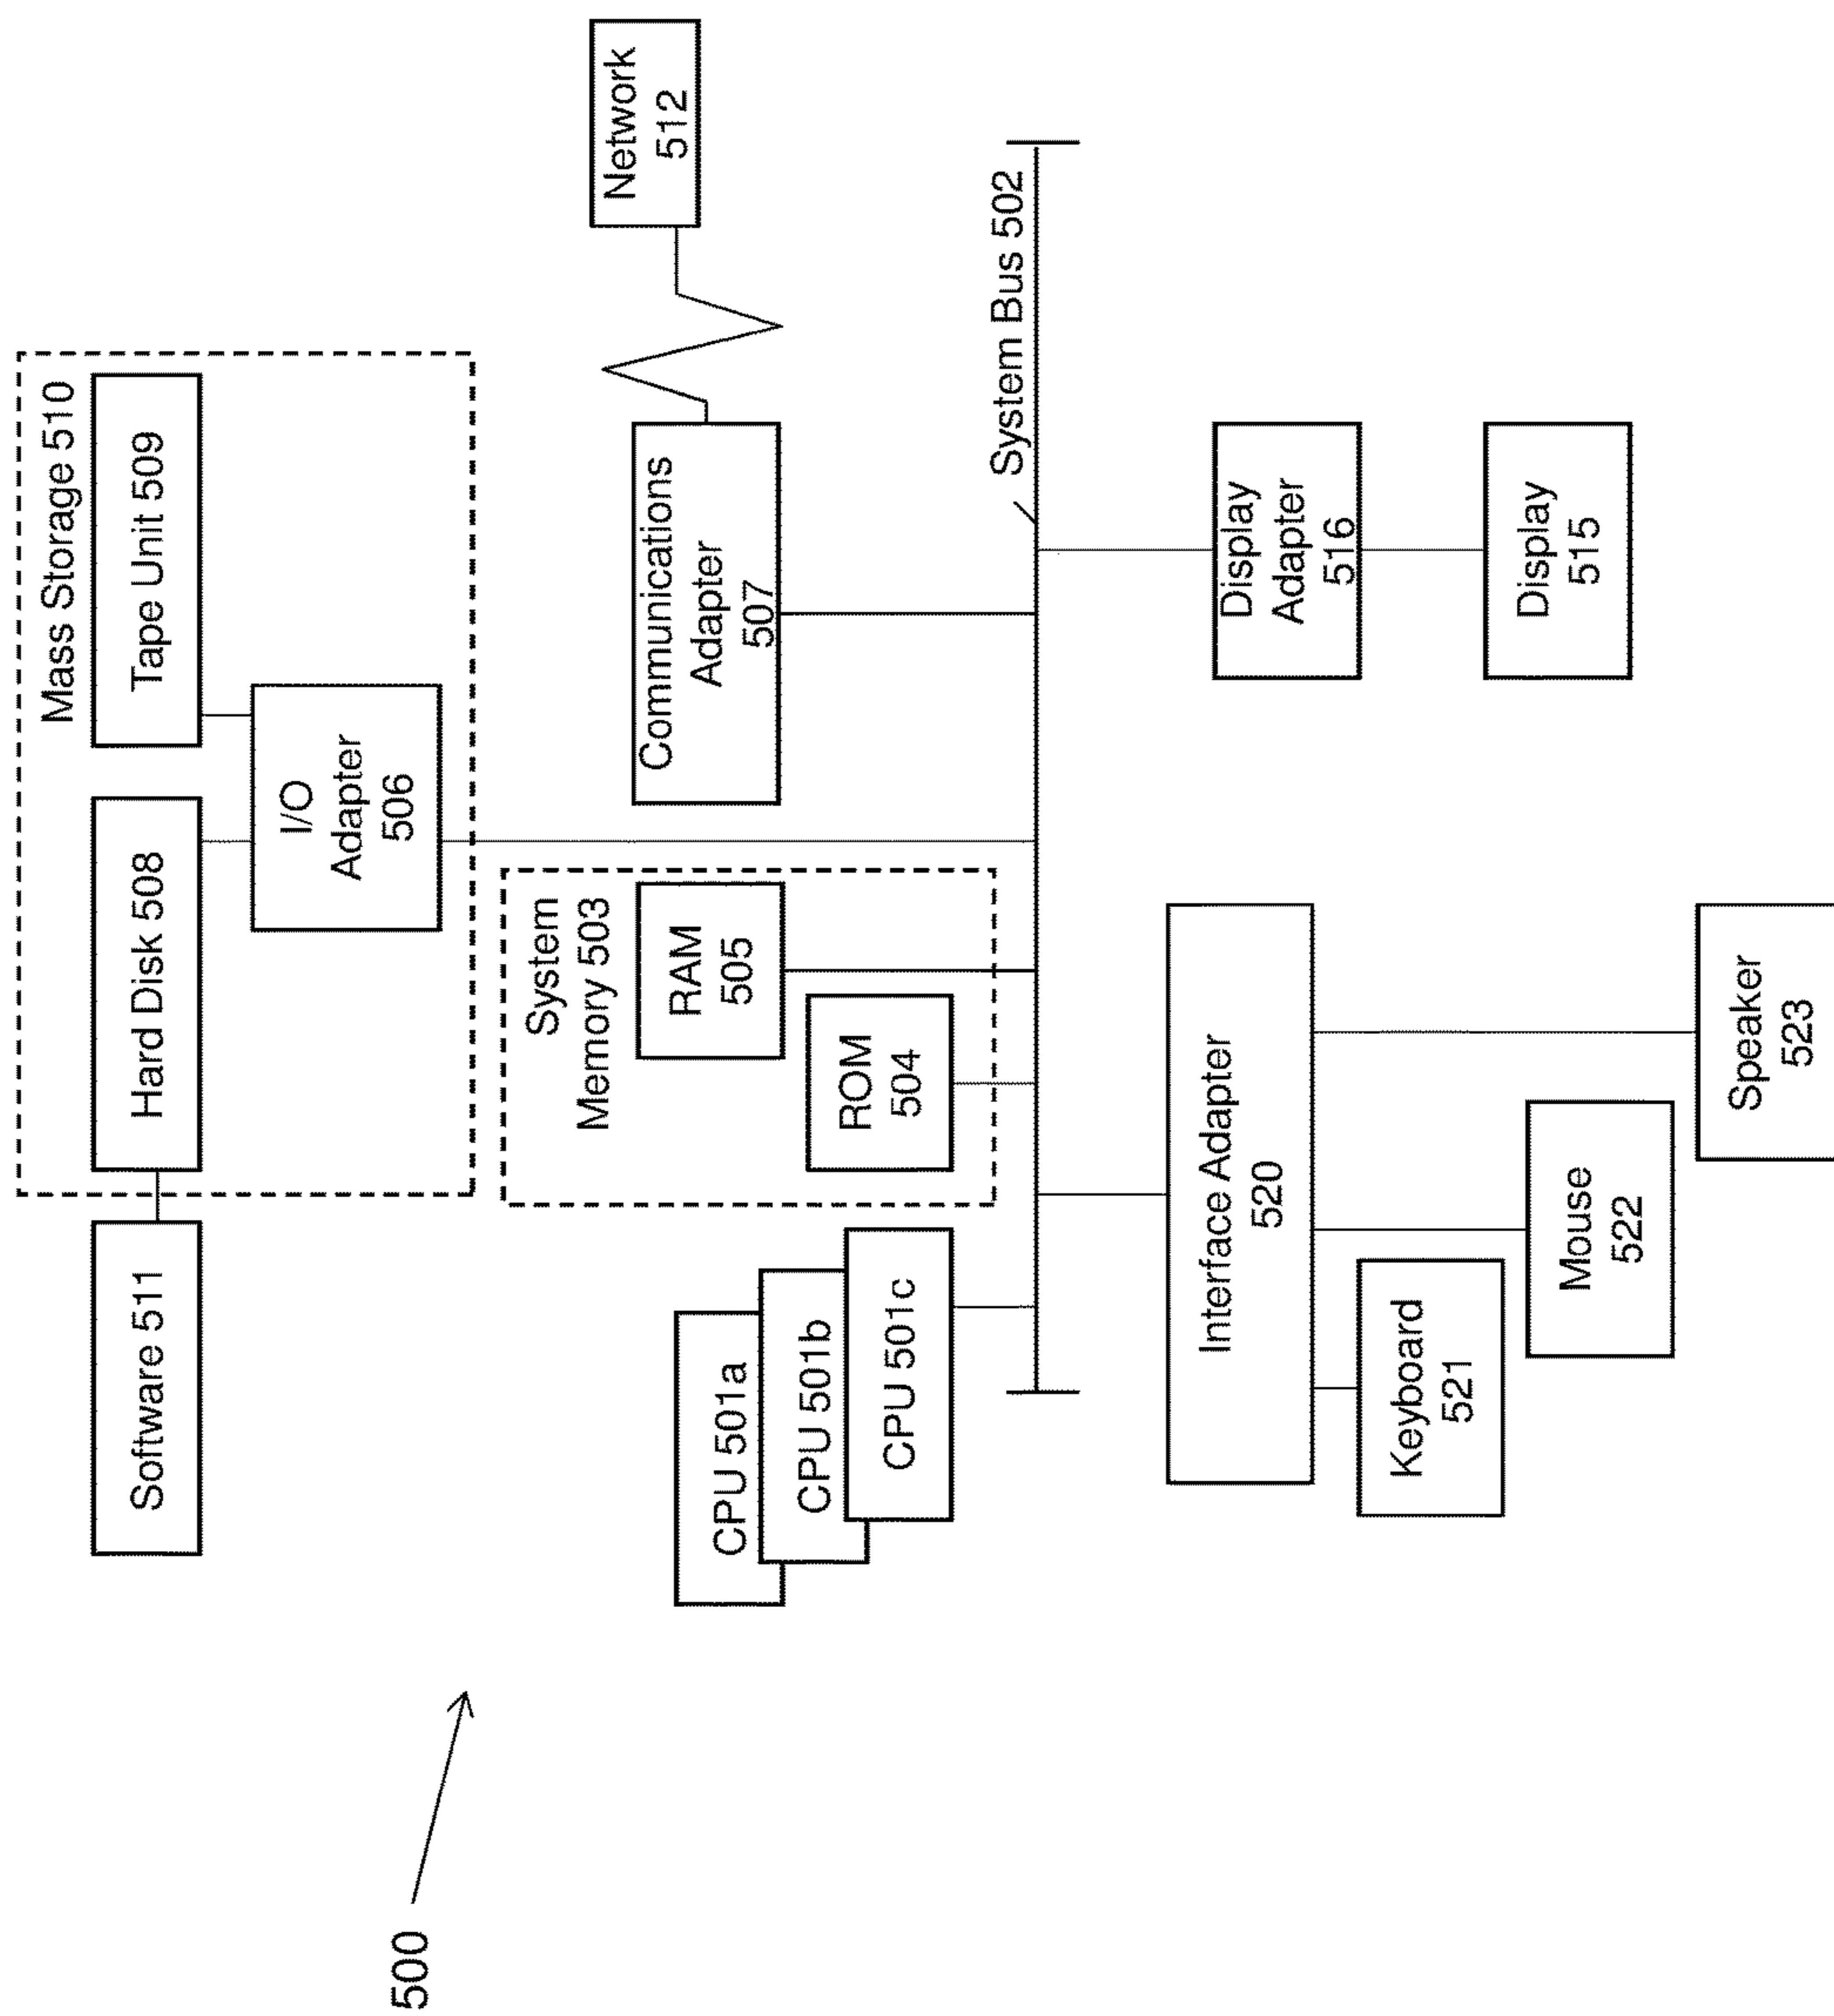 500
Software 511
Mass Storage 510
Hard Disk 508
Tape Unit 509
I/O
Adapter
506
System
Memory 503
RAM
505
ROM
504
CPU 501a
CPU 501b
CPU 501c
Communications
Adapter
507
Network
512
System Bus 502
Interface Adapter
520
Keyboard
521
Mouse
522
Speaker
523
Display
Adapter
516
Display
515